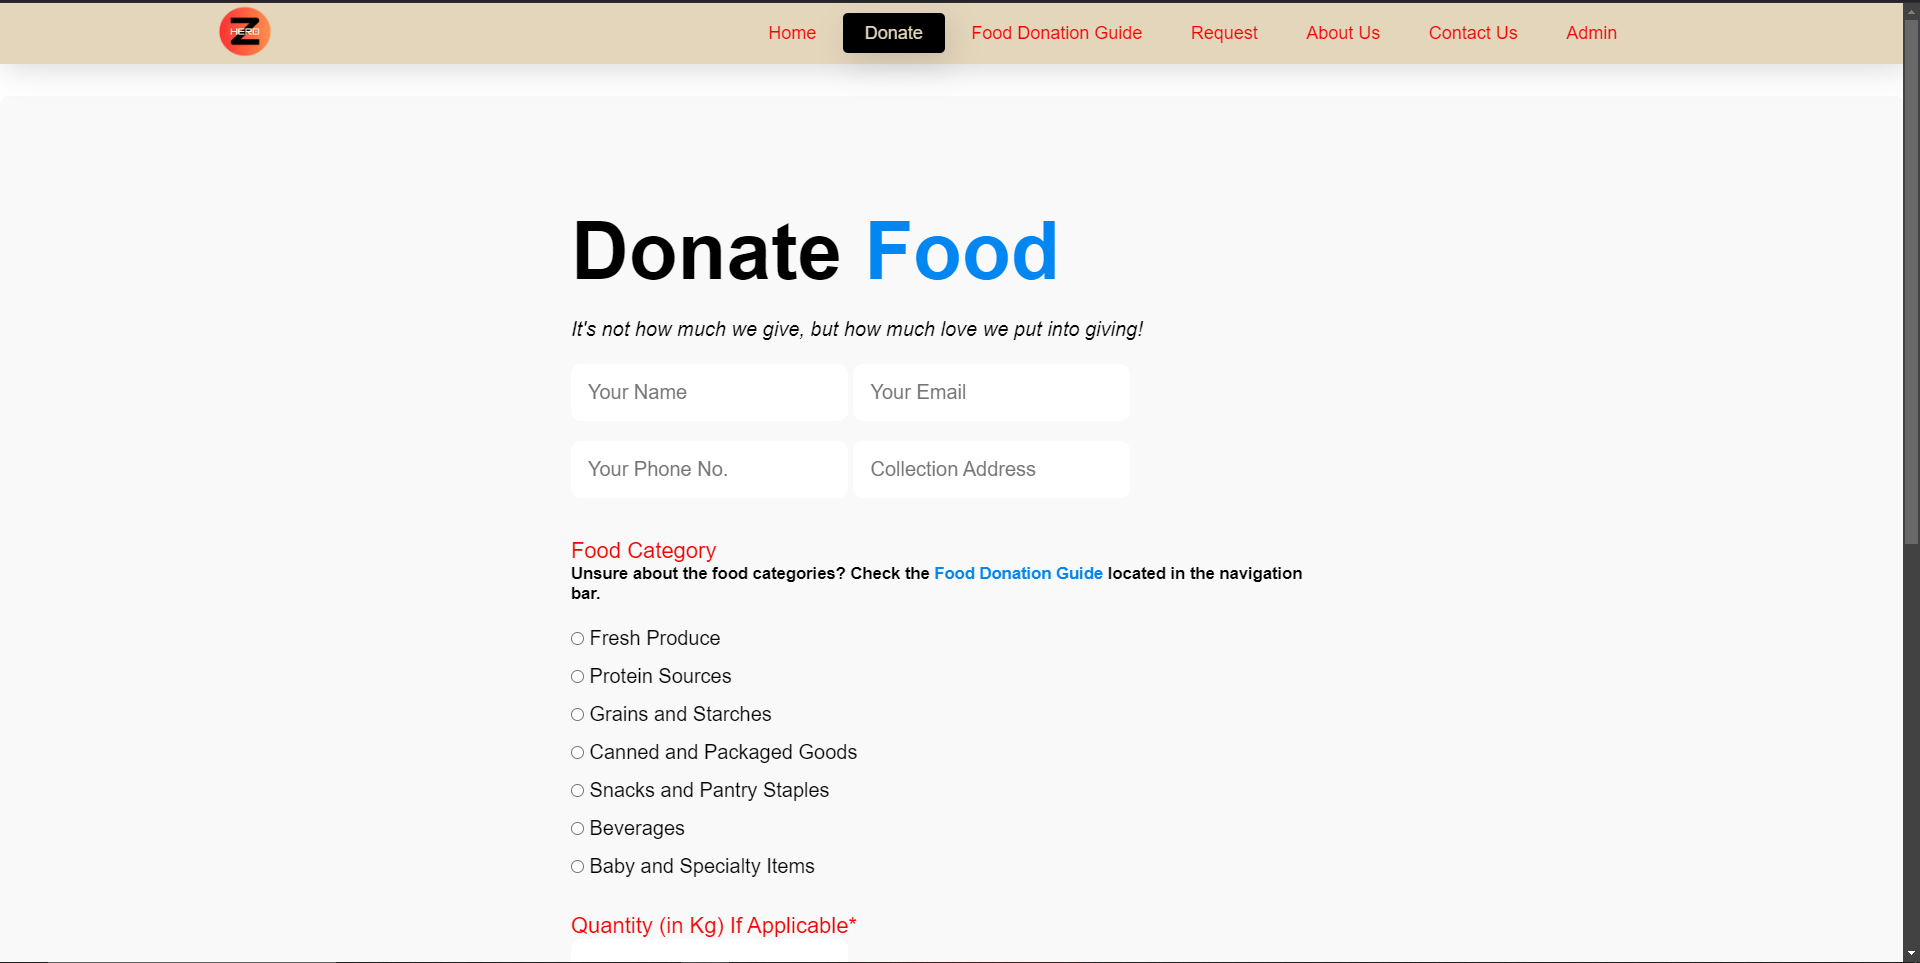 Z
HERO
Home Donate Food Donation Guide Request About Us Contact Us Admin
Donate Food
It's not how much we give, but how much love we put into giving!
Your Name Your Email
Your Phone No. Collection Address
Food Category
Unsure about the food categories? Check the Food Donation Guide located in the navigation
bar.
Fresh Produce
Protein Sources
Grains and Starches
Canned and Packaged Goods
Snacks and Pantry Staples
Beverages
Baby and Specialty Items
Quantity (in Kg) If Applicable*